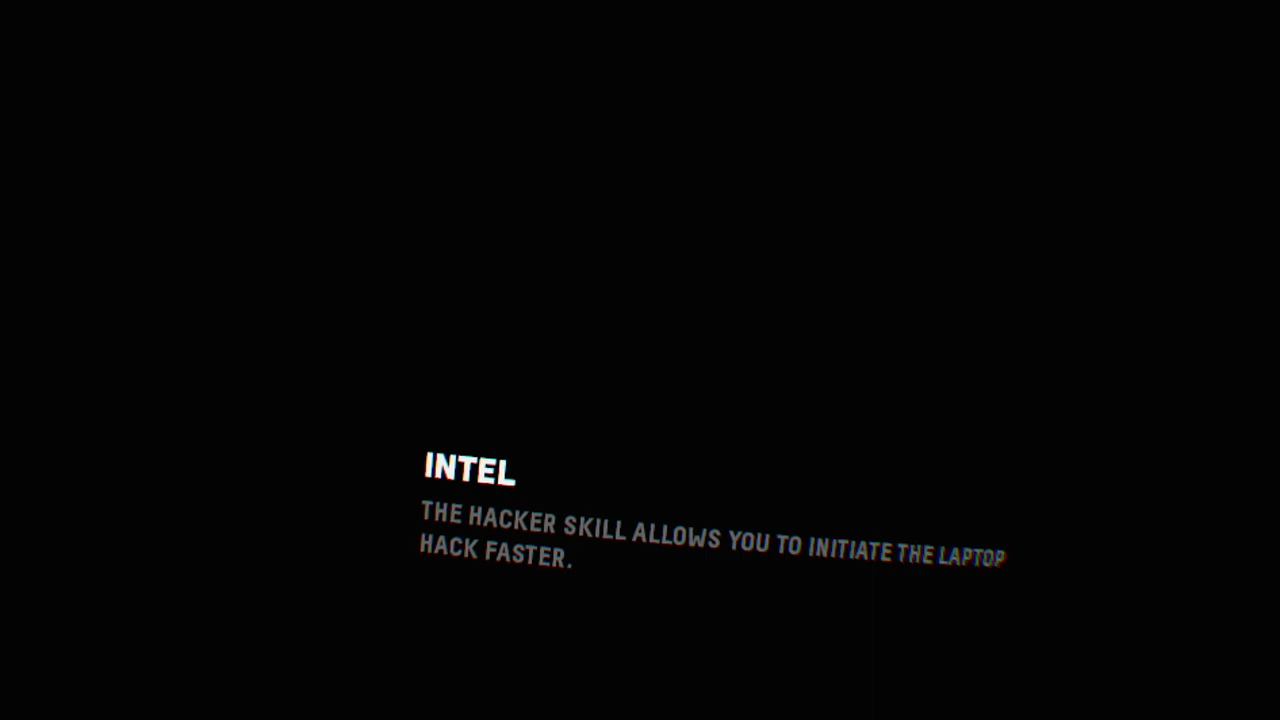 INTEL
THE HACKER SKILL ALLOWS YOU TO INITIATE THE LAPTOP
HACK FASTER.